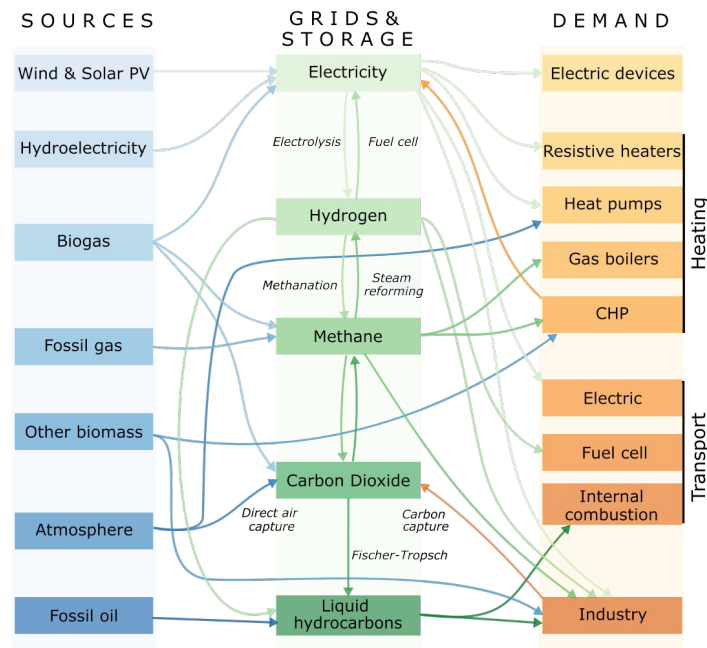 SOURCES
GRIDS &
STORAGE
DEMAND
Wind & Solar PV
Electricity
Electric devices
Hydroelectricity
Electrolysis
Fuel cell
Resistive heaters
Heat pumps
Hydrogen
Biogas
Gas boilers
Methanation
Steam
reforming
CHP
Heating
Fossil gas
Methane
Electric
Other biomass
Fuel cell
Carbon Dioxide
Internal
combustion
Transport
Atmosphere
Direct air
capture
Carbon
capture
Fischer-Tropsch
Fossil oil
Liquid
hydrocarbons
Industry